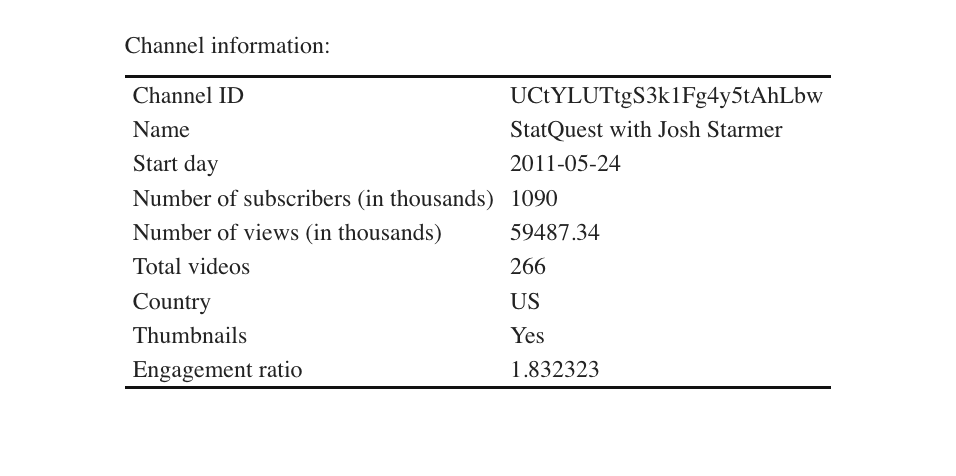 Channel information:
Channel ID UCtYLUTtgS3k1Fg4y5tAhLbw
Name StatQuest with Josh Starmer
Start day 2011-05-24
Number of subscribers (in thousands) 1090
Number of views (in thousands) 59487.34
Total videos 266
Country US
Thumbnails Yes
Engagement ratio 1.832323